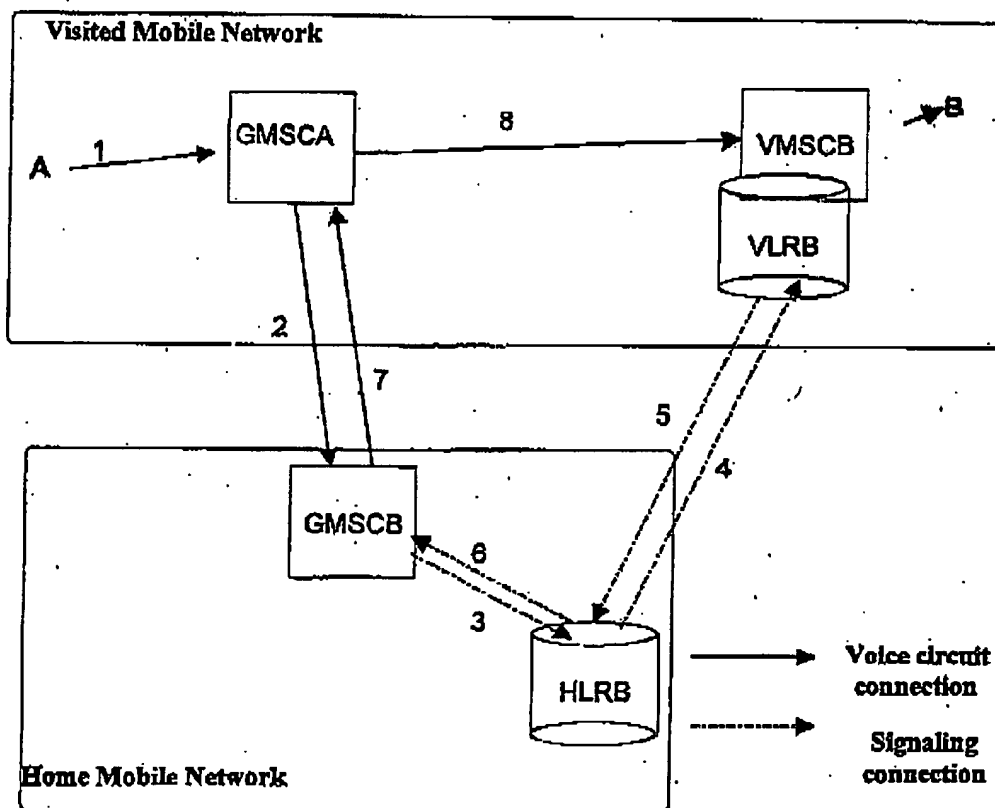 Visited Mobile Network
GMSCA
8
VMSCB
B
A
1
VLRB
2
7
5
4
GMSCB
6
3
HLRB
Voice circuit
connection
Signaling
connection
Home Mobile Network